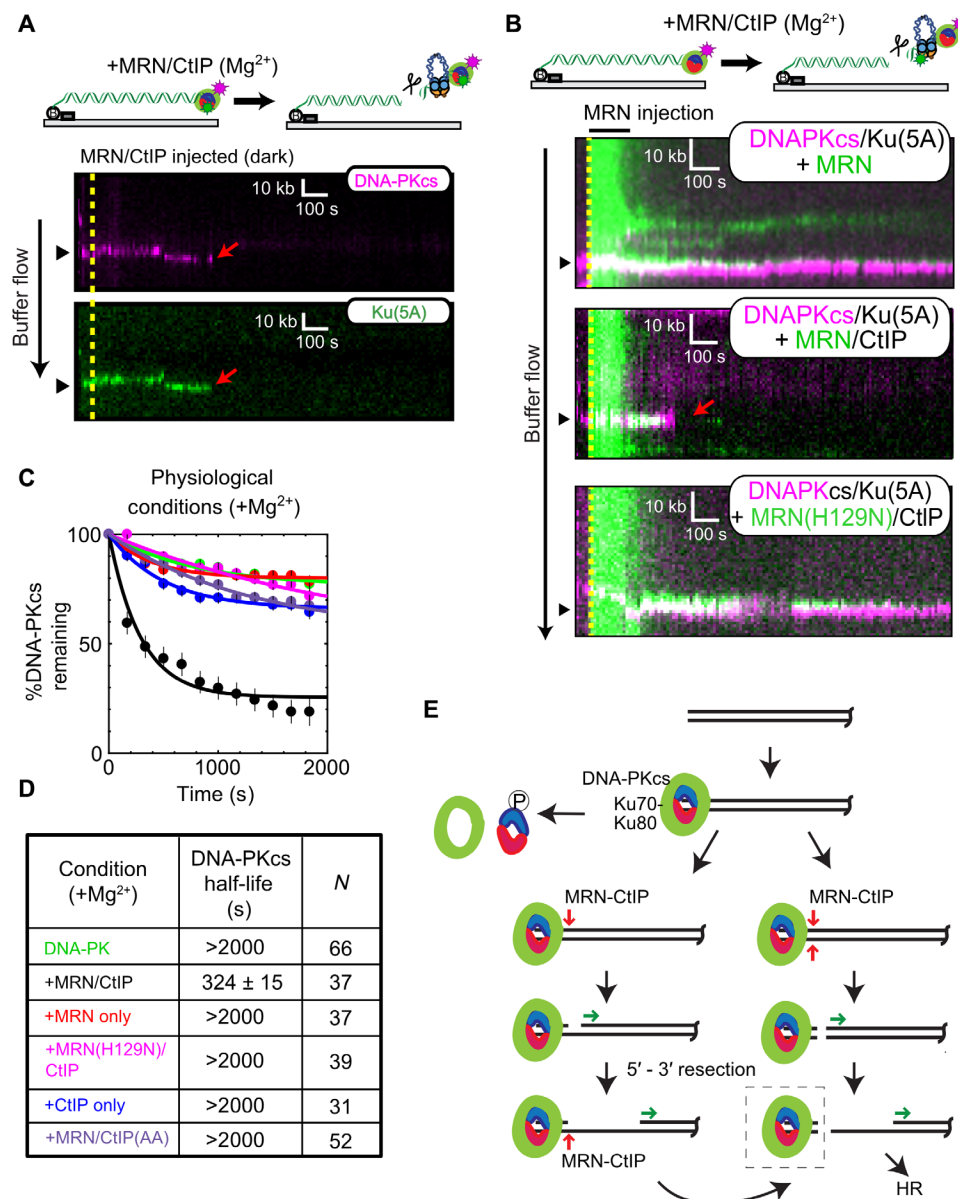 A
+MRN/CtIP (Mg²⁺)
MRN/CtIP injected (dark)
10 kb
100 s
DNA-PKcs
10 kb
100 s
Ku(5A)
Buffer flow
B
+MRN/CtIP (Mg²⁺)
MRN injection
10 kb
100 s
DNAPKcs/Ku(5A)
+ MRN
10 kb
100 s
DNAPKcs/Ku(5A)
+ MRN/CtIP
10 kb
100 s
DNAPKcs/Ku(5A)
+ MRN(H129N)/CtIP
Buffer flow
C
Physiological
conditions (+Mg²⁺)
%DNA-PKcs
remaining
100
50
0
0
1000
2000
Time (s)
D
Condition
(+Mg²⁺)
DNA-PKcs
half-life
(s)
N
DNA-PK >2000 66
+MRN/CtIP 324 ± 15 37
+MRN only >2000 37
+MRN(H129N)/
CtIP >2000 39
+CtIP only >2000 31
+MRN/CtIP(AA) >2000 52
E
DNA-PKcs
Ku70-
Ku80
P
MRN-CtIP
MRN-CtIP
5′ - 3′ resection
MRN-CtIP
HR